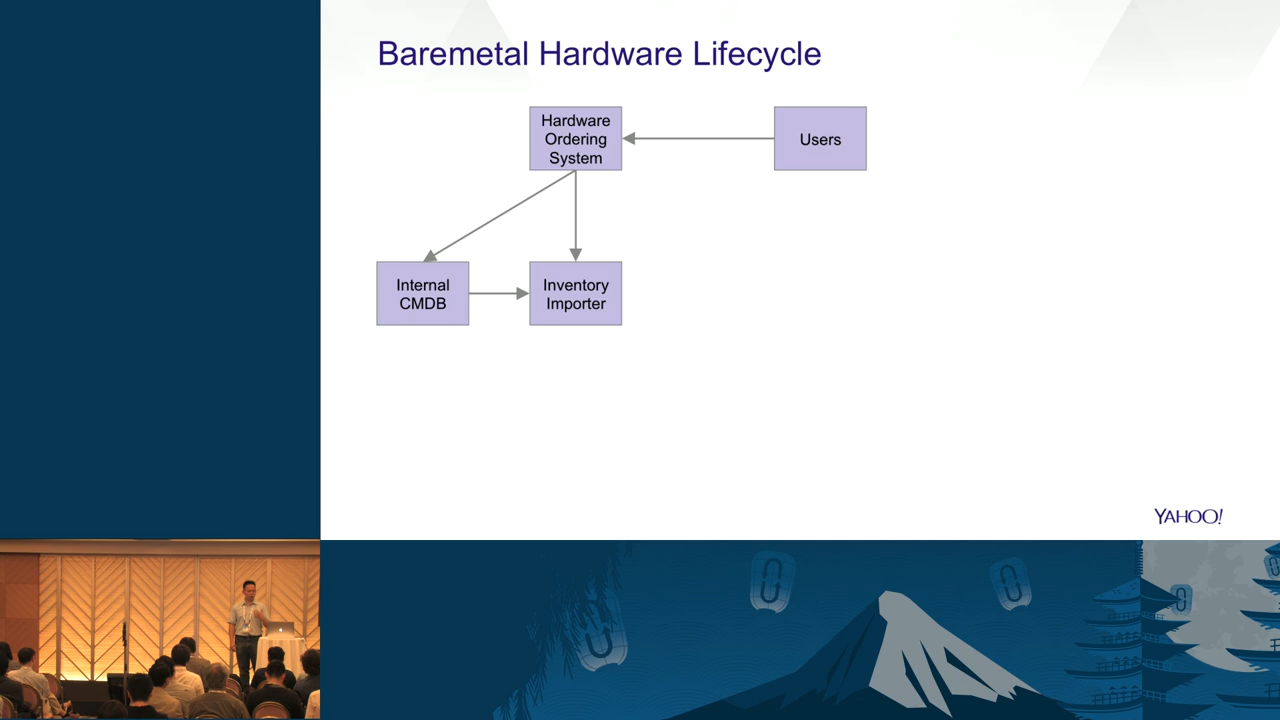 Baremetal Hardware Lifecycle
Hardware
Ordering
System
Users
Internal
CMDB
Inventory
Importer
YAHOO!